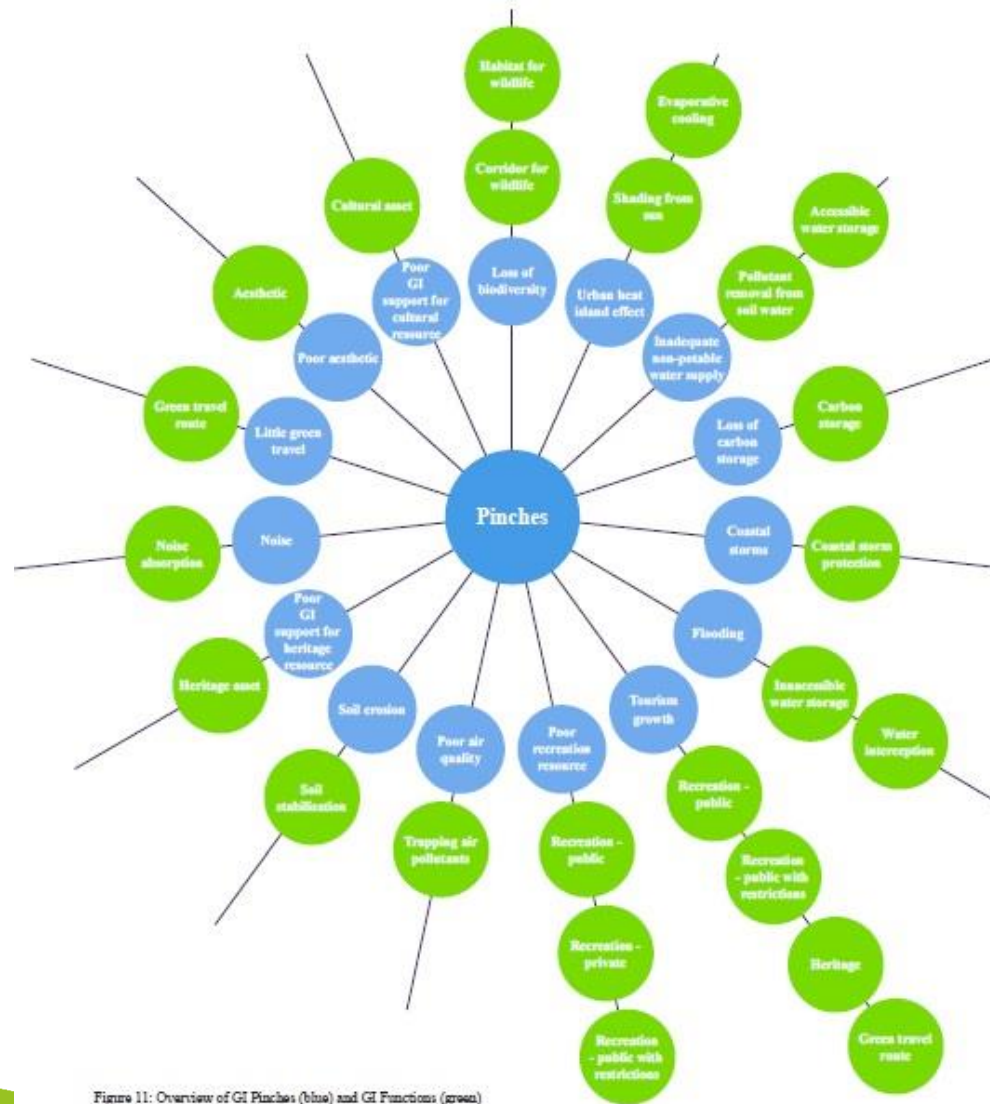 Habitat for
wildlife
Corridor for
wildlife
Loss of
biodiversity
Evaporative
cooling
Shading from
sun
Urban heat
island effect
Accessible
water storage
Pollutant
removal from
soil water
Inadequate
non-potable
water supply
Carbon
storage
Loss of
carbon
storage
Coastal storm
protection
Coastal
storms
Flooding
Innaccessible
water storage
Water
interception
Tourism
growth
Recreation -
public
Recreation
- public with
restrictions
Heritage
Green travel
route
Poor
recreation
resource
Recreation -
public
Recreation -
private
Recreation
- public with
restrictions
Poor air
quality
Trapping air
pollutants
Soil erosion
Soil
stabilisation
Poor
GI
support for
heritage
resource
Heritage asset
Noise
Noise
absorption
Little green
travel
Green travel
route
Poor aesthetic
Aesthetic
Poor
GI
support for
cultural
resource
Cultural asset
Pinches
Figure 11: Overview of GI Pinches (blue) and GI Functions (green)